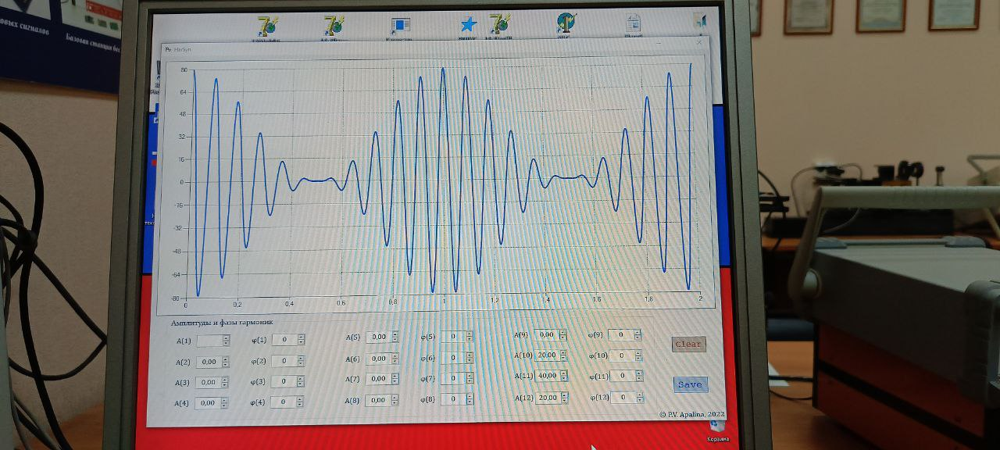 овых сигналов
Базовая станция бес
80
64
48
32
16
0
-16
-32
-48
-64
-80
0
0,2
0,4
0,6
0,8
1
1,2
1,4
1,6
1,8
2
Амплитуды и фазы гармоник
A(1) φ(1) 0 A(5) 0,00 φ(5) 0 A(9) 0,00 φ(9) 0
A(2) 0,00 φ(2) 0 A(6) 0,00 φ(6) 0 A(10) 20,00 φ(10) 0
A(3) 0,00 φ(3) 0 A(7) 0,00 φ(7) 0 A(11) 40,00 φ(11) 0
A(4) 0,00 φ(4) 0 A(8) 0,00 φ(8) 0 A(12) 20,00 φ(12) 0
Clear
Save
© P.V. Apalina, 2022
Корзина